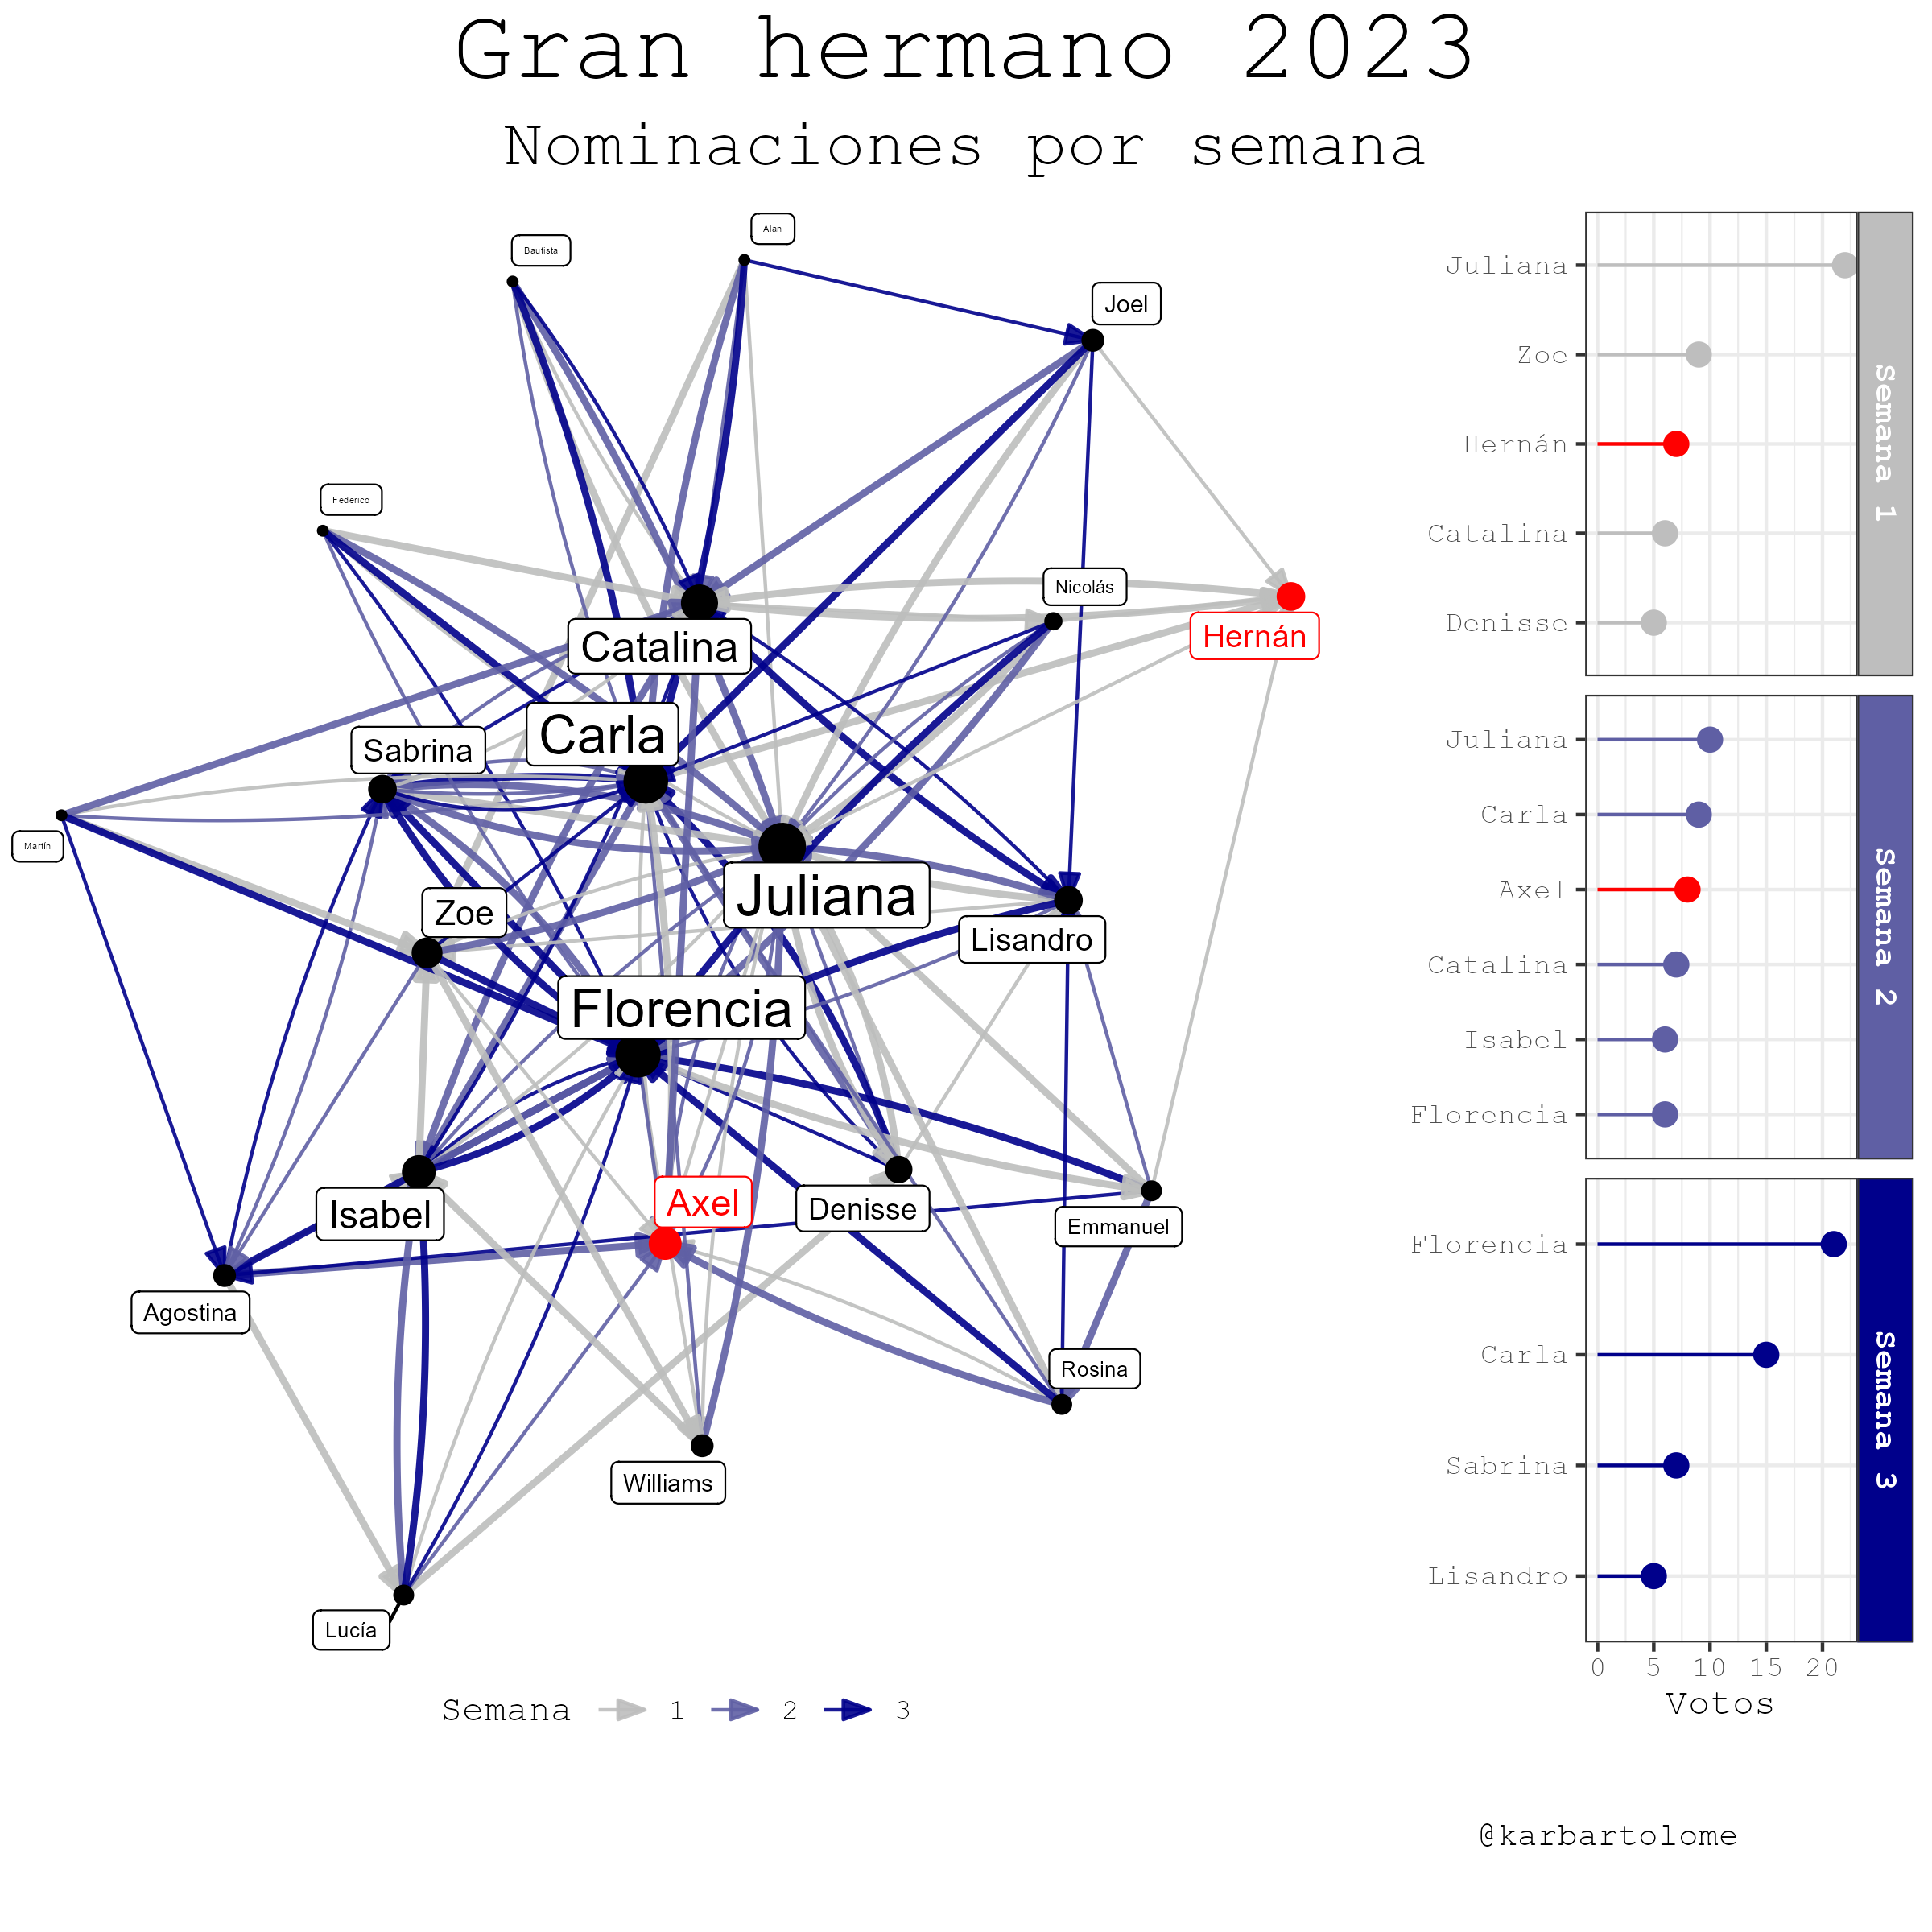 Gran hermano 2023
Nominaciones por semana
Alan
Bautista
Joel
Federico
Nicolás
Hernán
Catalina
Carla
Sabrina
Martín
Juliana
Zoe
Lisandro
Florencia
Isabel
Axel
Denisse
Emmanuel
Agostina
Rosina
Williams
Lucía
Semana 1 2 3
Juliana
Zoe
Hernán
Catalina
Denisse
Semana 1
Juliana
Carla
Axel
Catalina
Isabel
Florencia
Semana 2
Florencia
Carla
Sabrina
Lisandro
Semana 3
0 5 10 15 20
Votos
@karbartolome